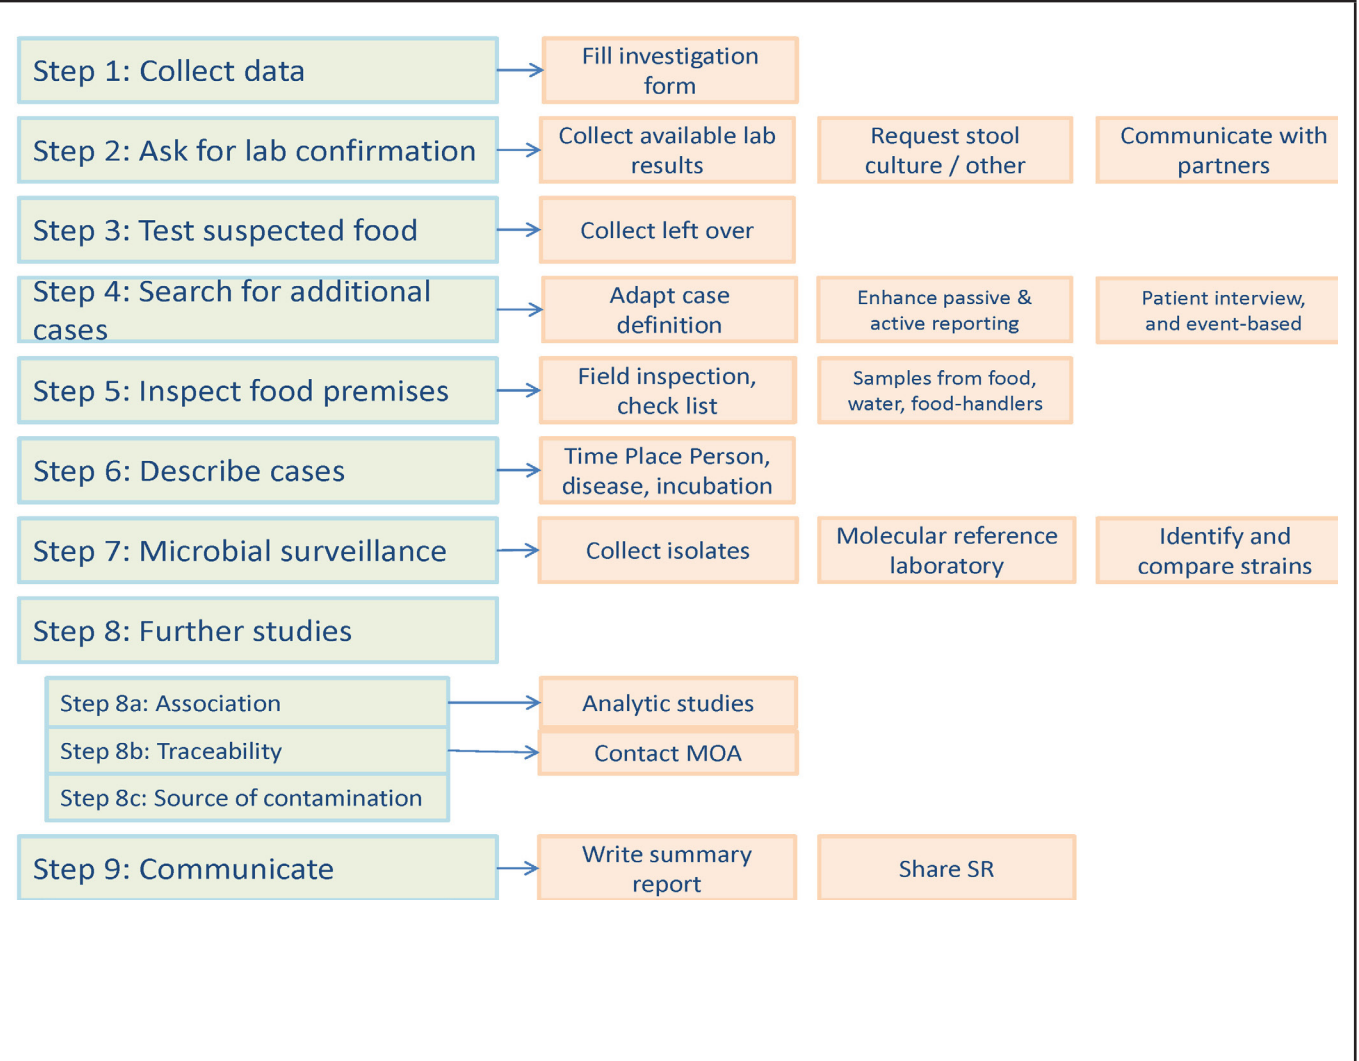 Step 1: Collect data
Fill investigation
form
Step 2: Ask for lab confirmation
Collect available lab
results
Request stool
culture / other
Communicate with
partners
Step 3: Test suspected food
Collect left over
Step 4: Search for additional
cases
Adapt case
definition
Enhance passive &
active reporting
Patient interview,
and event-based
Step 5: Inspect food premises
Field inspection,
check list
Samples from food,
water, food-handlers
Step 6: Describe cases
Time Place Person,
disease, incubation
Step 7: Microbial surveillance
Collect isolates
Molecular reference
laboratory
Identify and
compare strains
Step 8: Further studies
Step 8a: Association
Analytic studies
Step 8b: Traceability
Contact MOA
Step 8c: Source of contamination
Step 9: Communicate
Write summary
report
Share SR